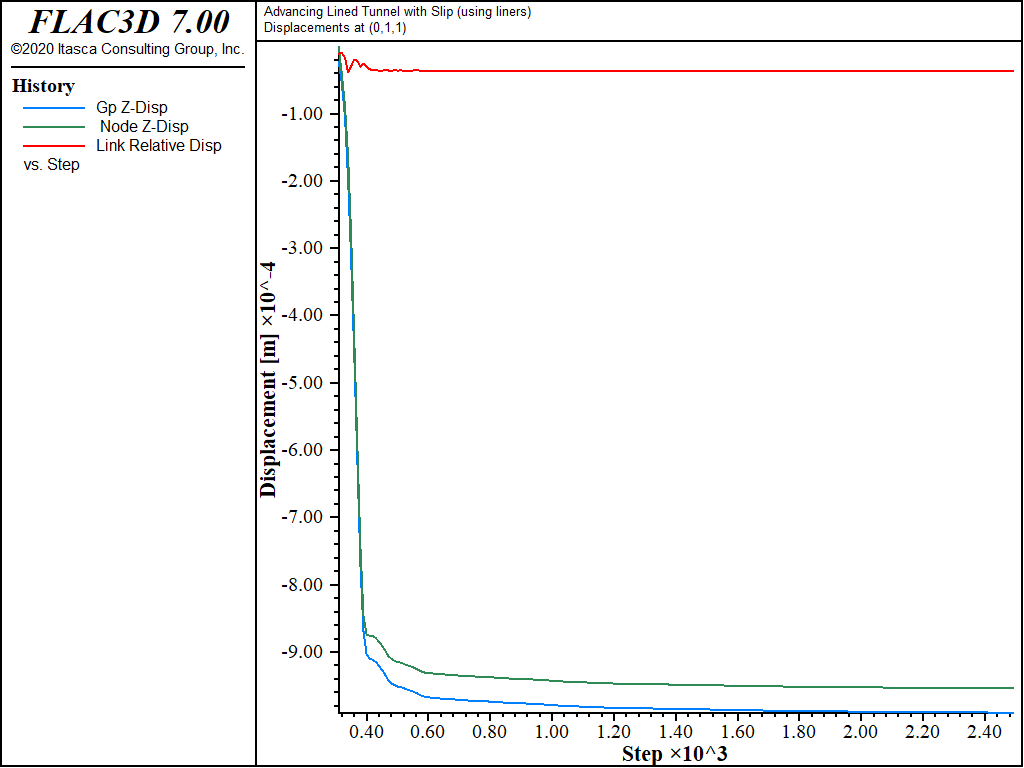 FLAC3D 7.00
©2020 Itasca Consulting Group, Inc.
History
Gp Z-Disp
Node Z-Disp
Link Relative Disp
vs. Step
Advancing Lined Tunnel with Slip (using liners)
Displacements at (0,1,1)
Displacement [m] ×10^-4
-1.00
-2.00
-3.00
-4.00
-5.00
-6.00
-7.00
-8.00
-9.00
0.40 0.60 0.80 1.00 1.20 1.40 1.60 1.80 2.00 2.20 2.40
Step ×10^3